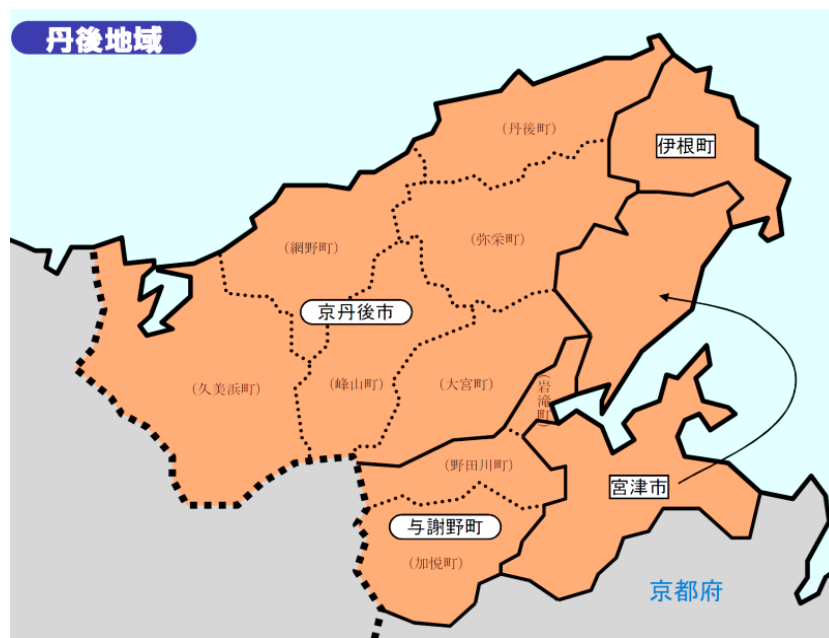 丹後地域
(丹後町)
伊根町
(網野町)
(弥栄町)
京丹後市
(久美浜町)
(峰山町)
(大宮町)
(岩滝町)
(野田川町)
宮津市
与謝野町
(加悦町)
京都府